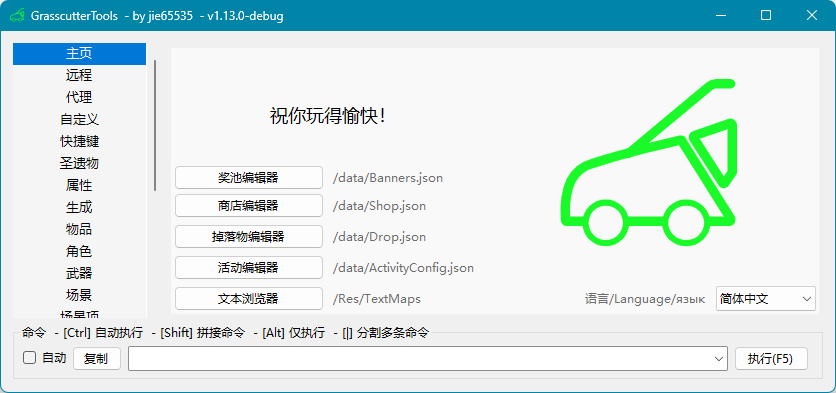 GrasscutterTools - by jie65535 - v1.13.0-debug
主页
远程
代理
自定义
快捷键
圣遗物
属性
生成
物品
角色
武器
场景
场景项
祝你玩得愉快！
奖池编辑器 /data/Banners.json
商店编辑器 /data/Shop.json
掉落物编辑器 /data/Drop.json
活动编辑器 /data/ActivityConfig.json
文本浏览器 /Res/TextMaps
语言/Language/язык 简体中文
命令 - [Ctrl] 自动执行 - [Shift] 拼接命令 - [Alt] 仅执行 - [|] 分割多条命令
自动 复制 执行(F5)